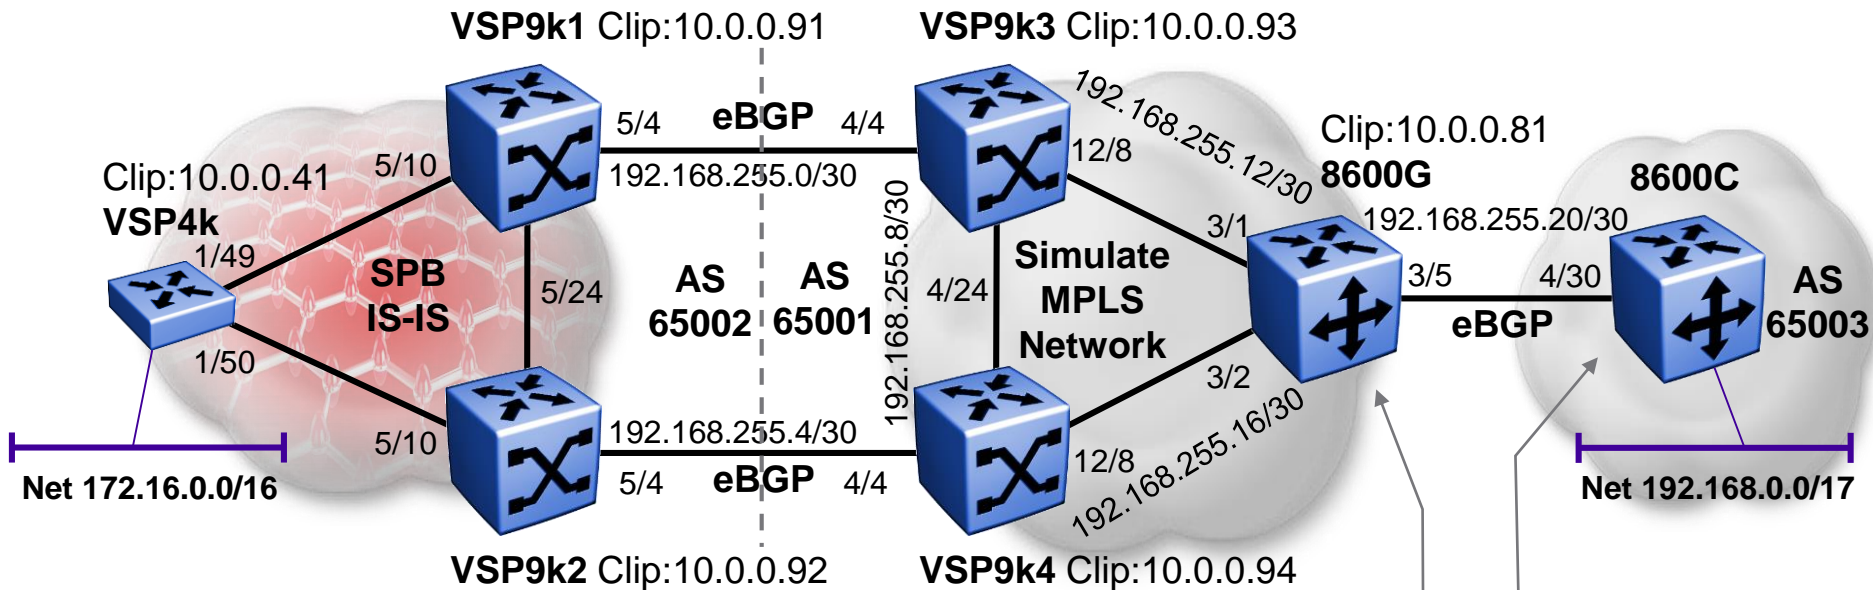 VSP9k1 Clip:10.0.0.91
VSP9k3 Clip:10.0.0.93
5/4
eBGP
4/4
192.168.255.0/30
5/10
Clip:10.0.0.41
VSP4k
1/49
SPB
IS-IS
5/24
1/50
5/10
AS
65002
AS
65001
192.168.255.8/30
12/8
192.168.255.12/30
4/24
Simulate
MPLS
Network
3/1
Clip:10.0.0.81
8600G
8600C
192.168.255.20/30
3/5
4/30
eBGP
AS
65003
3/2
192.168.255.16/30
12/8
192.168.255.4/30
5/4
eBGP
4/4
Net 172.16.0.0/16
Net 192.168.0.0/17
VSP9k2 Clip:10.0.0.92
VSP9k4 Clip:10.0.0.94